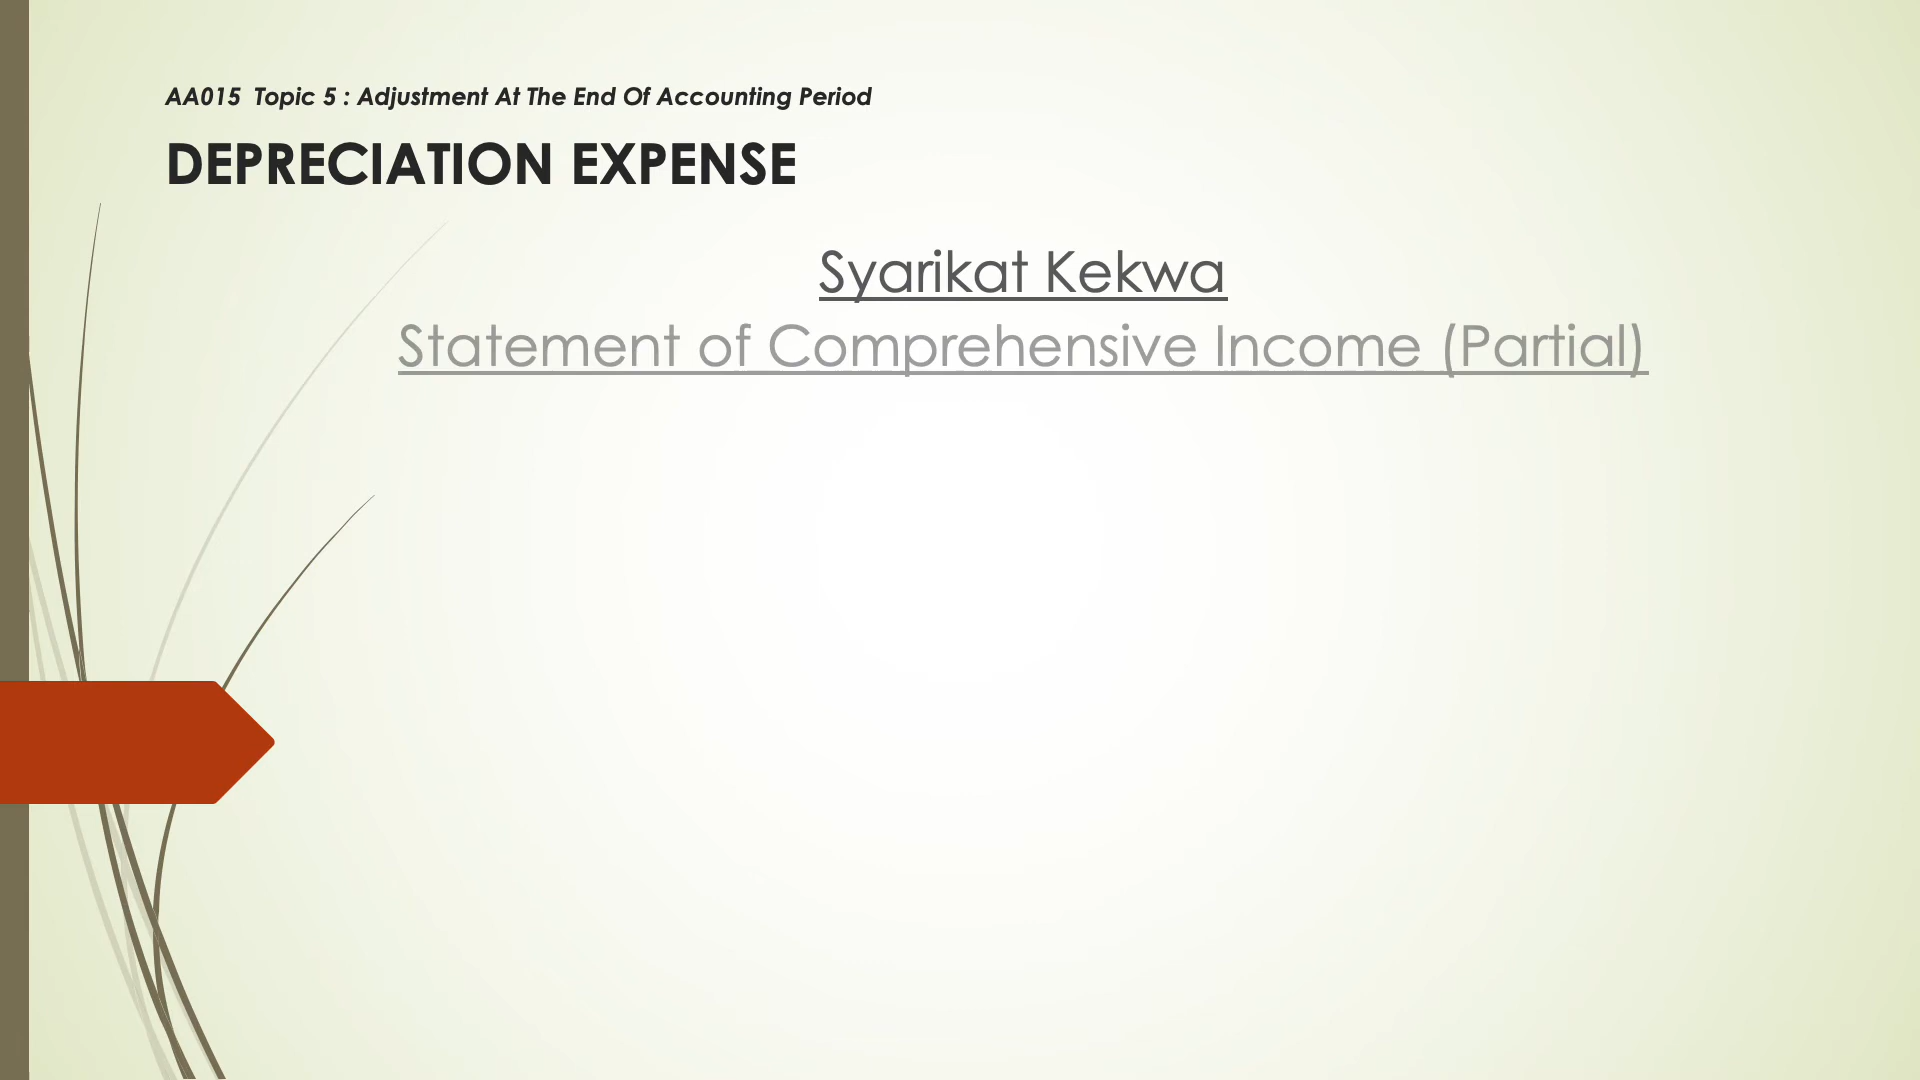 AA015 Topic 5 : Adjustment At The End Of Accounting Period
DEPRECIATION EXPENSE
Syarikat Kekwa
Statement of Comprehensive Income (Partial)